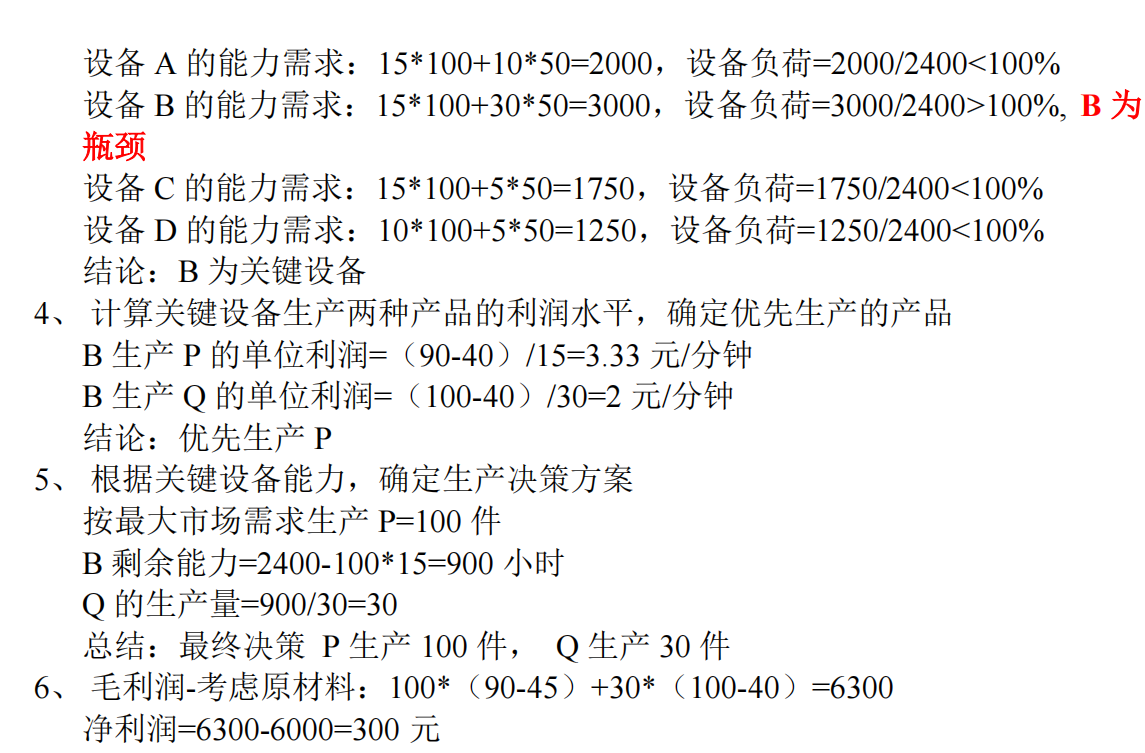 设备 A 的能力需求：15*100+10*50=2000，设备负荷=2000/2400<100%
设备 B 的能力需求：15*100+30*50=3000，设备负荷=3000/2400>100%, B 为
瓶颈
设备 C 的能力需求：15*100+5*50=1750，设备负荷=1750/2400<100%
设备 D 的能力需求：10*100+5*50=1250，设备负荷=1250/2400<100%
结论：B 为关键设备
4、 计算关键设备生产两种产品的利润水平，确定优先生产的产品
B 生产 P 的单位利润=（90-40）/15=3.33 元/分钟
B 生产 Q 的单位利润=（100-40）/30=2 元/分钟
结论：优先生产 P
5、 根据关键设备能力，确定生产决策方案
按最大市场需求生产 P=100 件
B 剩余能力=2400-100*15=900 小时
Q 的生产量=900/30=30
总结：最终决策 P 生产 100 件， Q 生产 30 件
6、 毛利润-考虑原材料：100*（90-45）+30*（100-40）=6300
净利润=6300-6000=300 元